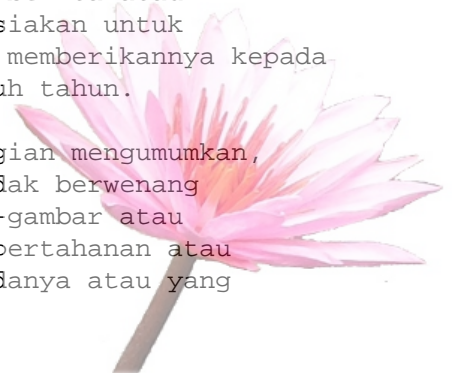 siakan untuk
memberikannya kepada
uh tahun.
gian mengumumkan,
dak berwenang
-gambar atau
pertahanan atau
danya atau yang